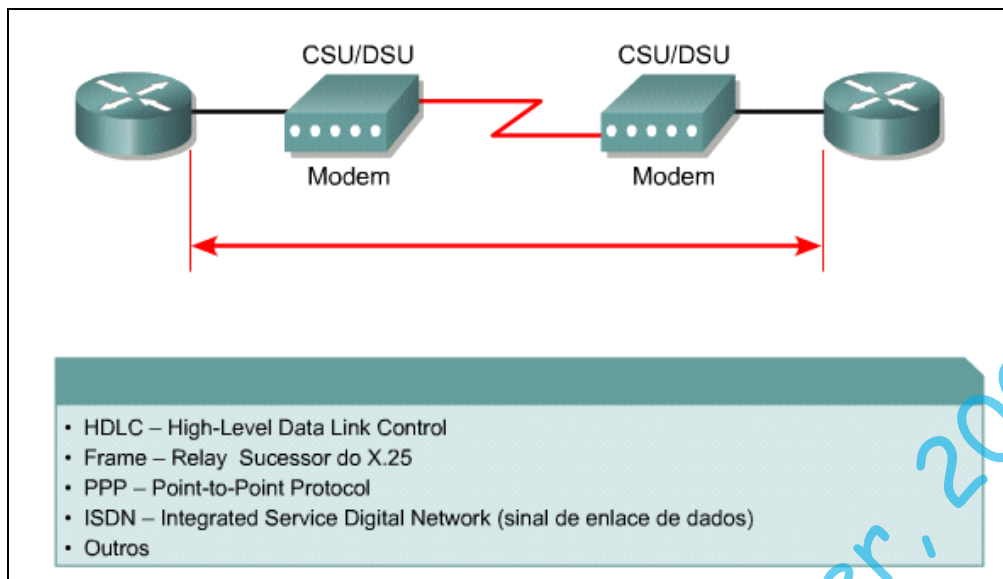 CSU/DSU CSU/DSU
Modem Modem
• HDLC – High-Level Data Link Control
• Frame – Relay Sucessor do X.25
• PPP – Point-to-Point Protocol
• ISDN – Integrated Service Digital Network (sinal de enlace de dados)
• Outros